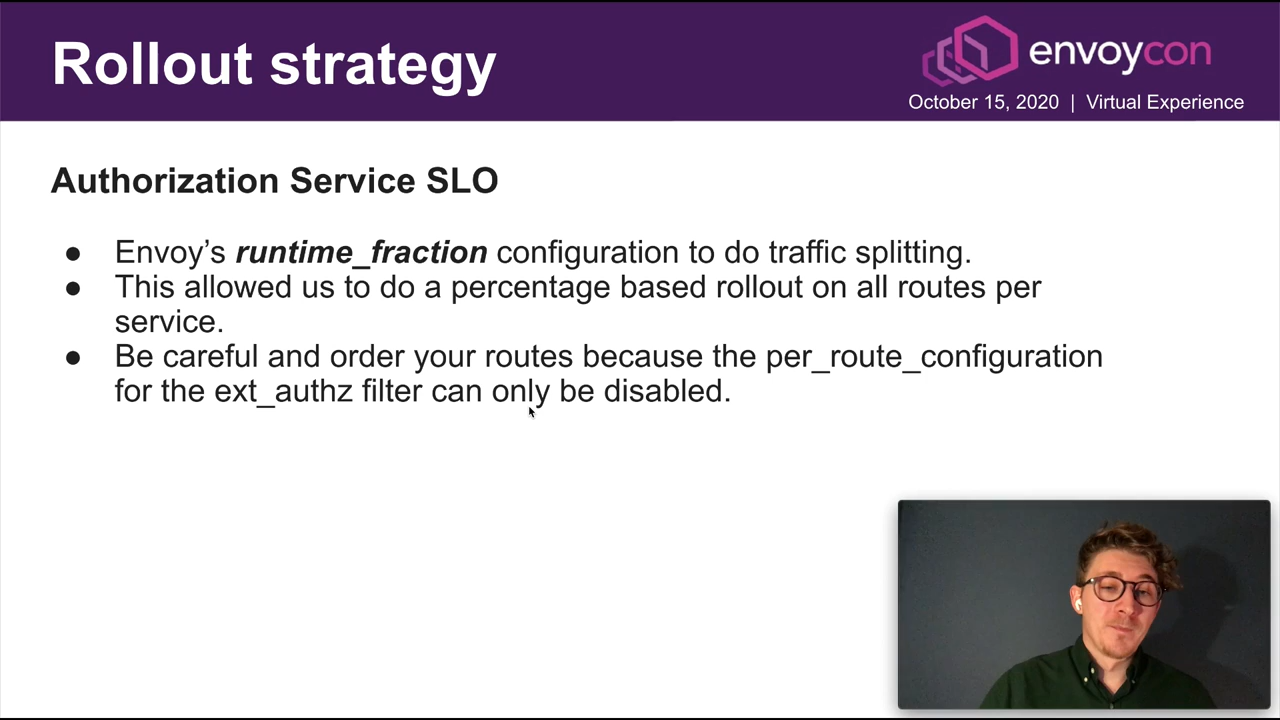 Rollout strategy
envoycon
October 15, 2020 | Virtual Experience
Authorization Service SLO
● Envoy’s runtime_fraction configuration to do traffic splitting.
● This allowed us to do a percentage based rollout on all routes per
service.
● Be careful and order your routes because the per_route_configuration
for the ext_authz filter can only be disabled.